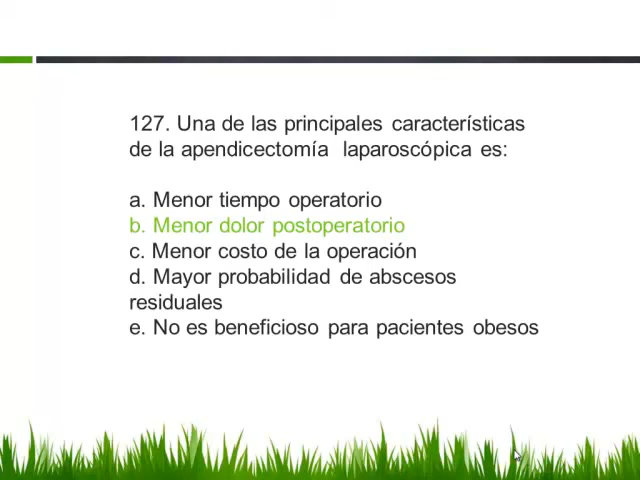 127. Una de las principales características
de la apendicectomía laparoscópica es:
a. Menor tiempo operatorio
b. Menor dolor postoperatorio
c. Menor costo de la operación
d. Mayor probabilidad de abscesos
residuales
e. No es beneficioso para pacientes obesos